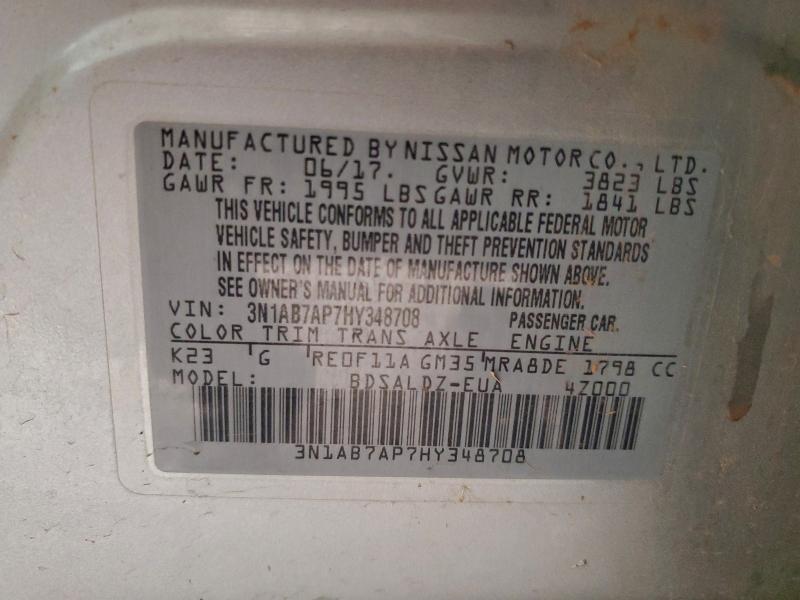 MANUFACTURED BY NISSAN MOTOR CO., LTD.
DATE: 06/17. GVWR: 3823 LBS
GAWR FR: 1995 LBS GAWR RR: 1841 LBS
THIS VEHICLE CONFORMS TO ALL APPLICABLE FEDERAL MOTOR
VEHICLE SAFETY, BUMPER AND THEFT PREVENTION STANDARDS
IN EFFECT ON THE DATE OF MANUFACTURE SHOWN ABOVE.
SEE OWNER'S MANUAL FOR ADDITIONAL INFORMATION.
VIN: 3N1AB7AP7HY348708 PASSENGER CAR.
COLOR TRIM TRANS AXLE ENGINE
K23 G RE0F11A GM35 MRA8DE 1798 CC
MODEL: BDSALDZ-EUA 4Z000
3N1AB7AP7HY348708